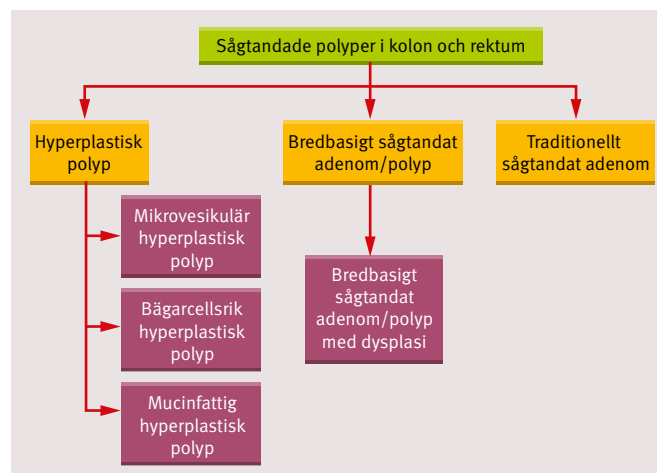 Sågtandade polyper i kolon och rektum
Hyperplastisk
polyp
Bredbasigt sågtandat
adenom/polyp
Traditionellt
sågtandat adenom
Mikrovesikulär
hyperplastisk
polyp
Bägarcellsrik
hyperplastisk
polyp
Mucinfattig
hyperplastisk
polyp
Bredbasigt
sågtandat
adenom/polyp
med dysplasi